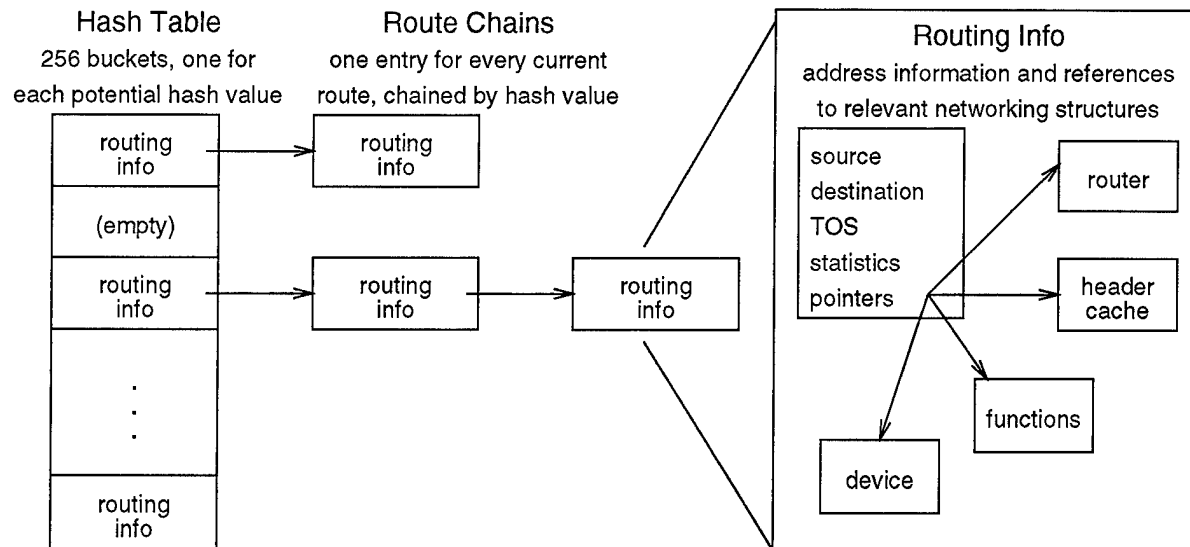 Hash Table
256 buckets, one for
each potential hash value
routing
info
(empty)
routing
info
.
.
.
routing
info
Route Chains
one entry for every current
route, chained by hash value
routing
info
routing
info
routing
info
Routing Info
address information and references
to relevant networking structures
source
destination
TOS
statistics
pointers
router
header
cache
functions
device